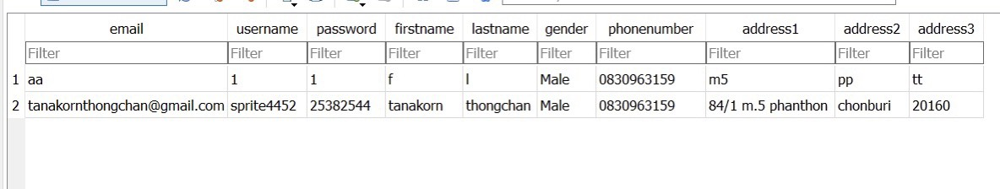 email username password firstname lastname gender phonenumber address1 address2 address3
Filter Filter Filter Filter Filter Filter Filter Filter Filter Filter
1 aa 1 1 f l Male 0830963159 m5 pp tt
2 tanakornthongchan@gmail.com sprite4452 25382544 tanakorn thongchan Male 0830963159 84/1 m.5 phanthon chonburi 20160